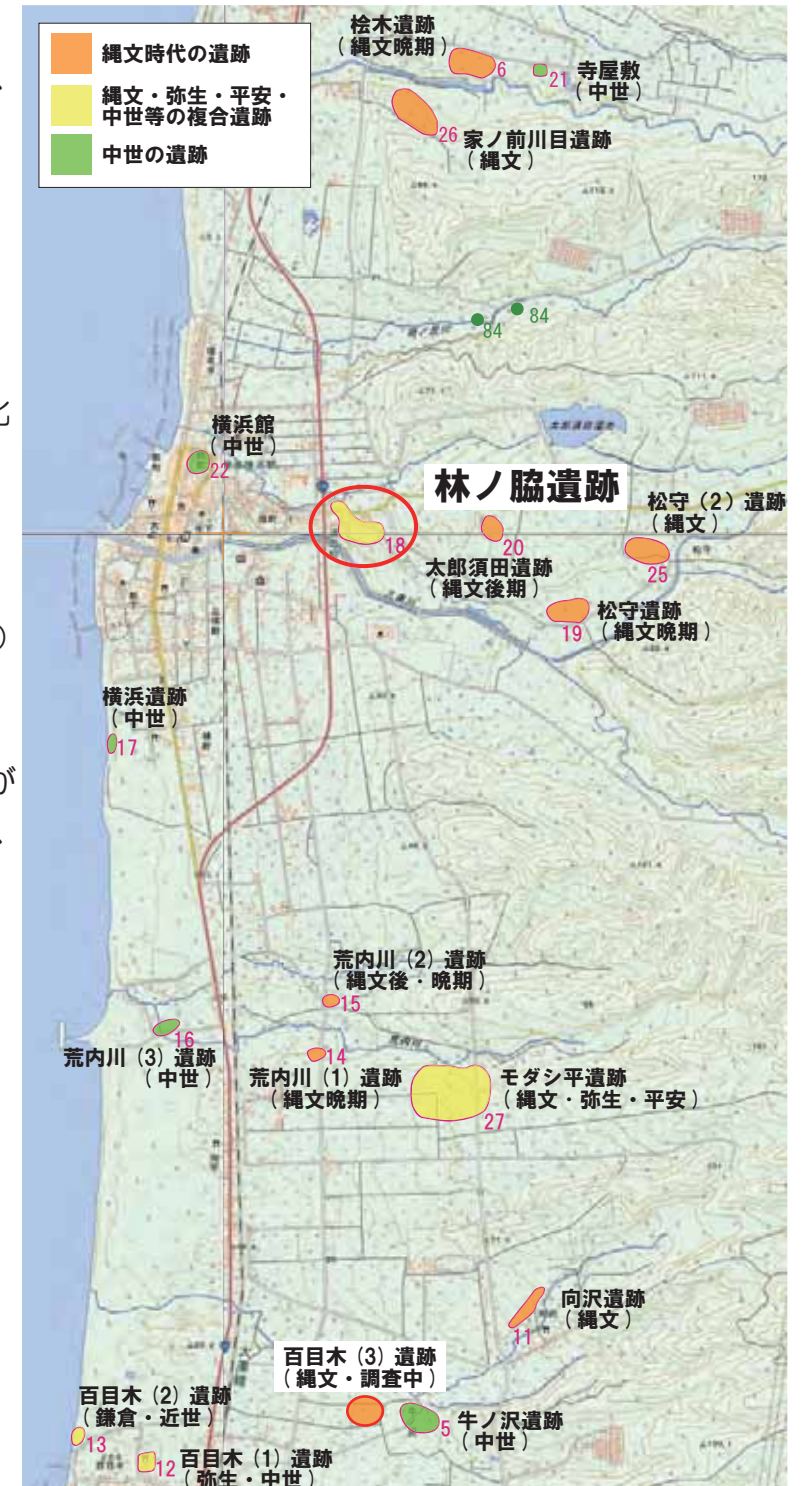 縄文時代の遺跡
縄文・弥生・平安・
中世等の複合遺跡
中世の遺跡
桧木遺跡
(縄文晩期)
6
21
寺屋敷
(中世)
26
家ノ前川目遺跡
(縄文)
84
84
横浜館
(中世)
22
林ノ脇遺跡
18
20
太郎須田遺跡
(縄文後期)
松守（2）遺跡
(縄文)
25
19
松守遺跡
(縄文晩期)
横浜遺跡
(中世)
17
が
荒内川（2）遺跡
(縄文後・晩期)
15
16
荒内川（3）遺跡
(中世)
14
荒内川（1）遺跡
(縄文晩期)
モダシ平遺跡
(縄文・弥生・平安)
27
向沢遺跡
(縄文)
11
百目木（3）遺跡
(縄文・調査中)
5
牛ノ沢遺跡
(中世)
百目木（2）遺跡
(鎌倉・近世)
13
12
百目木（1）遺跡
(弥生・中世)